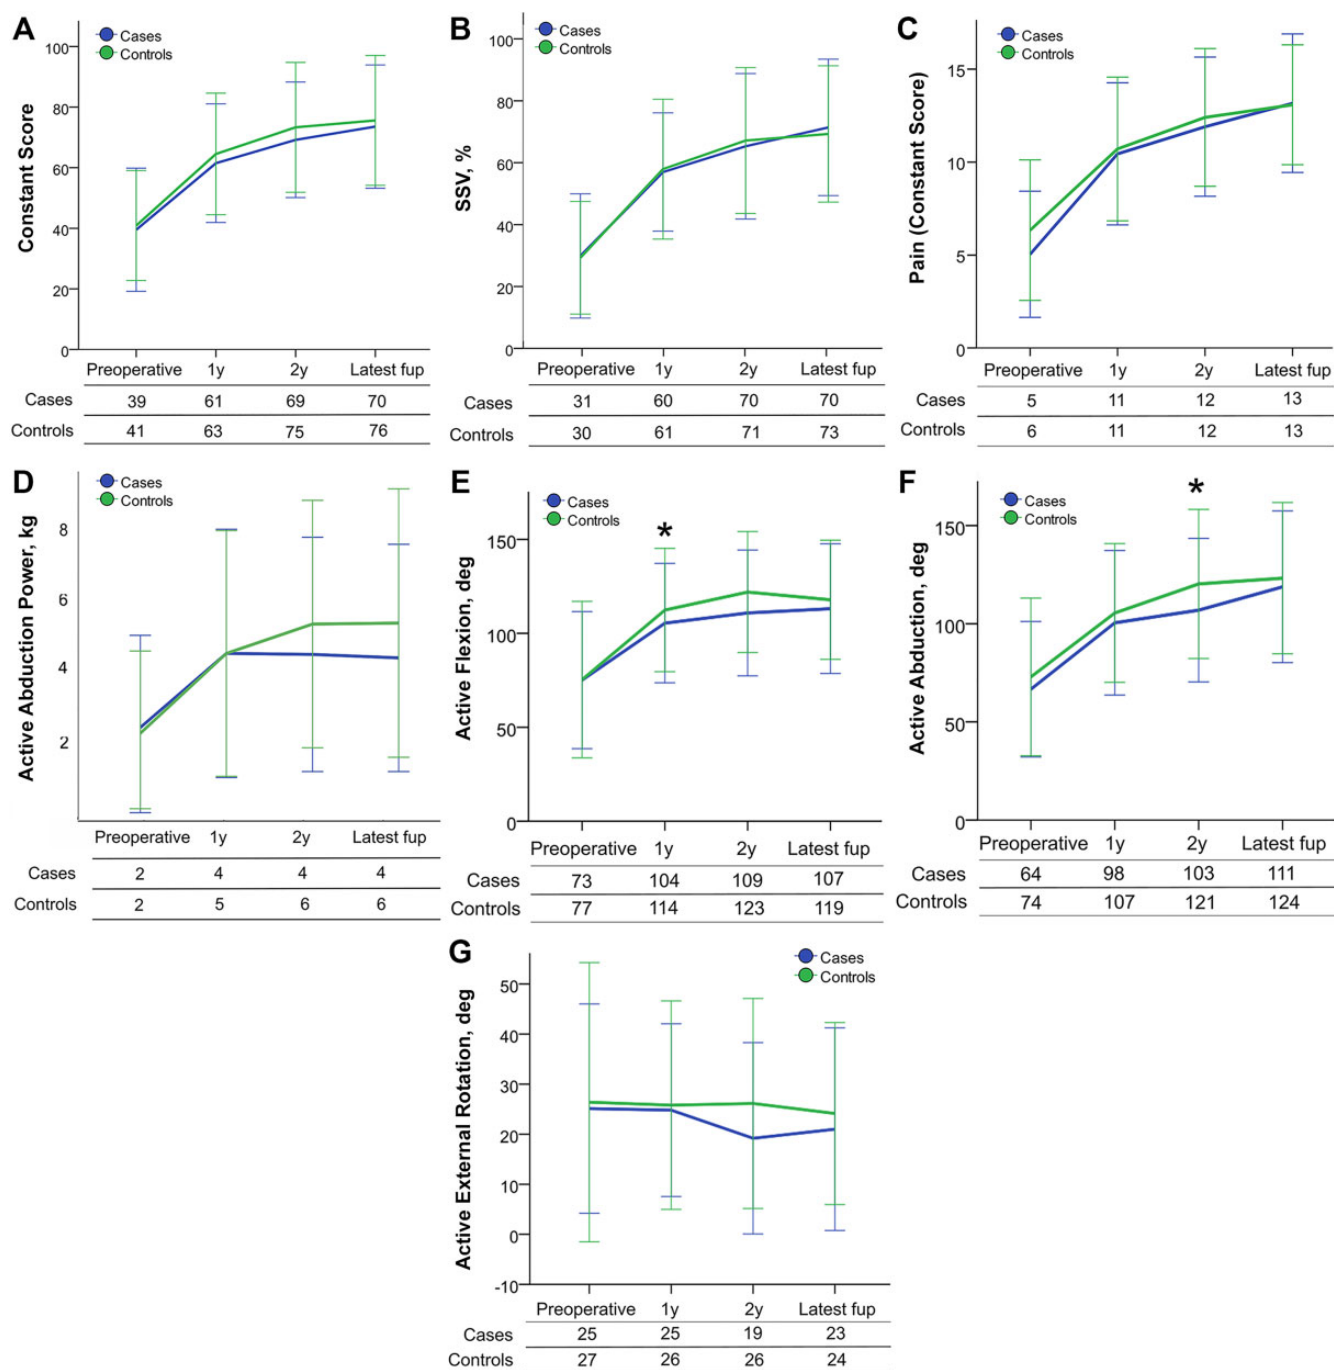 A
Cases
Controls
Constant Score
100
80
60
40
20
0
Preoperative 1y 2y Latest fup
Cases 39 61 69 70
Controls 41 63 75 76
B
Cases
Controls
SSV, %
100
80
60
40
20
0
Preoperative 1y 2y Latest fup
Cases 31 60 70 70
Controls 30 61 71 73
C
Cases
Controls
Pain (Constant Score)
15
10
5
0
Preoperative 1y 2y Latest fup
Cases 5 11 12 13
Controls 6 11 12 13
D
Cases
Controls
Active Abduction Power, kg
8
6
4
2
Preoperative 1y 2y Latest fup
Cases 2 4 4 4
Controls 2 5 6 6
E
Cases
Controls
*
Active Flexion, deg
150
100
50
0
Preoperative 1y 2y Latest fup
Cases 73 104 109 107
Controls 77 114 123 119
F
Cases
Controls
*
Active Abduction, deg
150
100
50
0
Preoperative 1y 2y Latest fup
Cases 64 98 103 111
Controls 74 107 121 124
G
Cases
Controls
Active External Rotation, deg
50
40
30
20
10
0
-10
Preoperative 1y 2y Latest fup
Cases 25 25 19 23
Controls 27 26 26 24